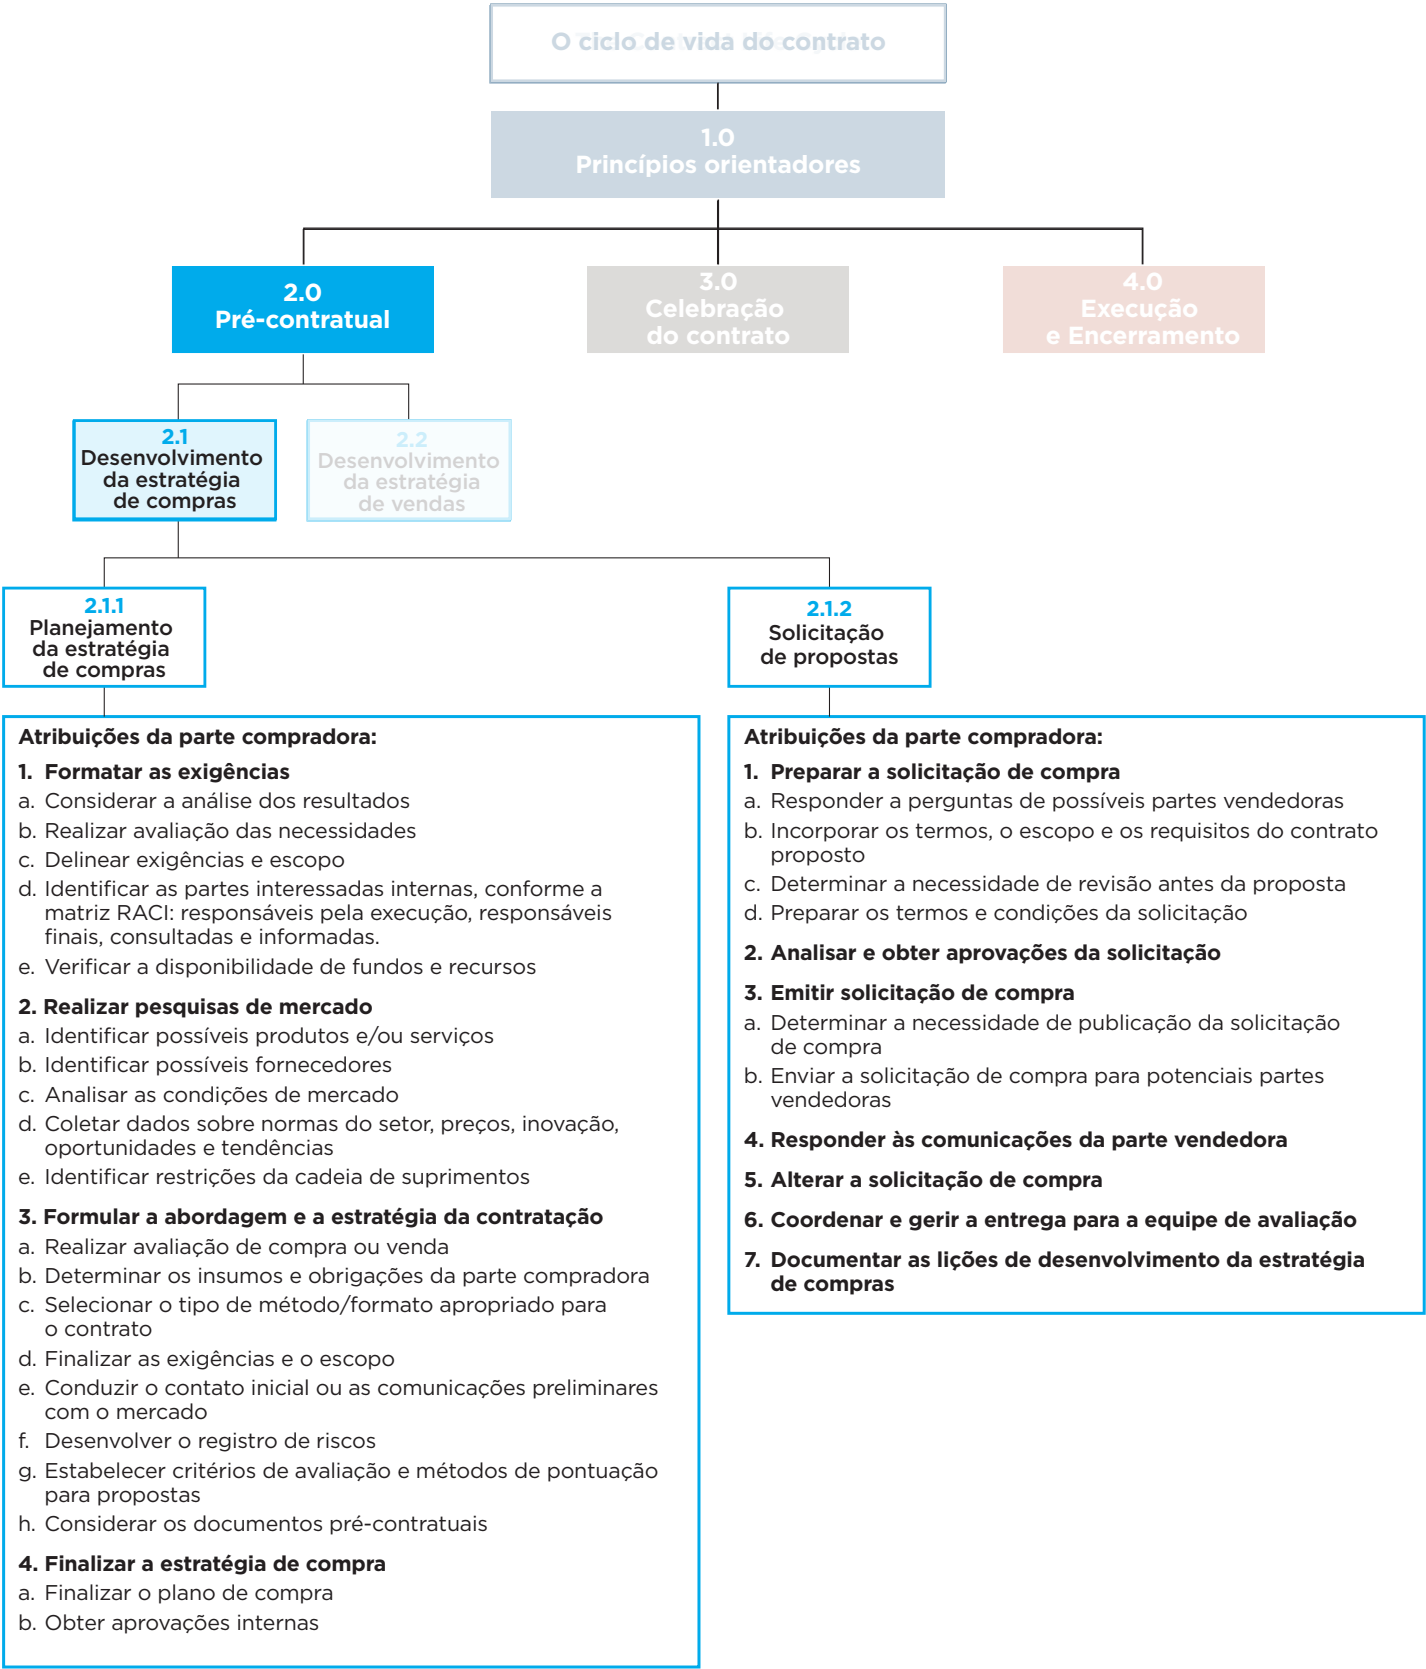 O ciclo de vida do contrato
1.0
Princípios orientadores
2.0
Pré-contratual
3.0
Celebração
do contrato
4.0
Execução
e Encerramento
2.1
Desenvolvimento
da estratégia
de compras
2.2
Desenvolvimento
da estratégia
de vendas
2.1.1
Planejamento
da estratégia
de compras
2.1.2
Solicitação
de propostas
Atribuições da parte compradora:
1. Formatar as exigências
a. Considerar a análise dos resultados
b. Realizar avaliação das necessidades
c. Delinear exigências e escopo
d. Identificar as partes interessadas internas, conforme a
matriz RACI: responsáveis pela execução, responsáveis
finais, consultadas e informadas.
e. Verificar a disponibilidade de fundos e recursos
2. Realizar pesquisas de mercado
a. Identificar possíveis produtos e/ou serviços
b. Identificar possíveis fornecedores
c. Analisar as condições de mercado
d. Coletar dados sobre normas do setor, preços, inovação,
oportunidades e tendências
e. Identificar restrições da cadeia de suprimentos
3. Formular a abordagem e a estratégia da contratação
a. Realizar avaliação de compra ou venda
b. Determinar os insumos e obrigações da parte compradora
c. Selecionar o tipo de método/formato apropriado para
o contrato
d. Finalizar as exigências e o escopo
e. Conduzir o contato inicial ou as comunicações preliminares
com o mercado
f. Desenvolver o registro de riscos
g. Estabelecer critérios de avaliação e métodos de pontuação
para propostas
h. Considerar os documentos pré-contratuais
4. Finalizar a estratégia de compra
a. Finalizar o plano de compra
b. Obter aprovações internas
Atribuições da parte compradora:
1. Preparar a solicitação de compra
a. Responder a perguntas de possíveis partes vendedoras
b. Incorporar os termos, o escopo e os requisitos do contrato
proposto
c. Determinar a necessidade de revisão antes da proposta
d. Preparar os termos e condições da solicitação
2. Analisar e obter aprovações da solicitação
3. Emitir solicitação de compra
a. Determinar a necessidade de publicação da solicitação
de compra
b. Enviar a solicitação de compra para potenciais partes
vendedoras
4. Responder às comunicações da parte vendedora
5. Alterar a solicitação de compra
6. Coordenar e gerir a entrega para a equipe de avaliação
7. Documentar as lições de desenvolvimento da estratégia
de compras